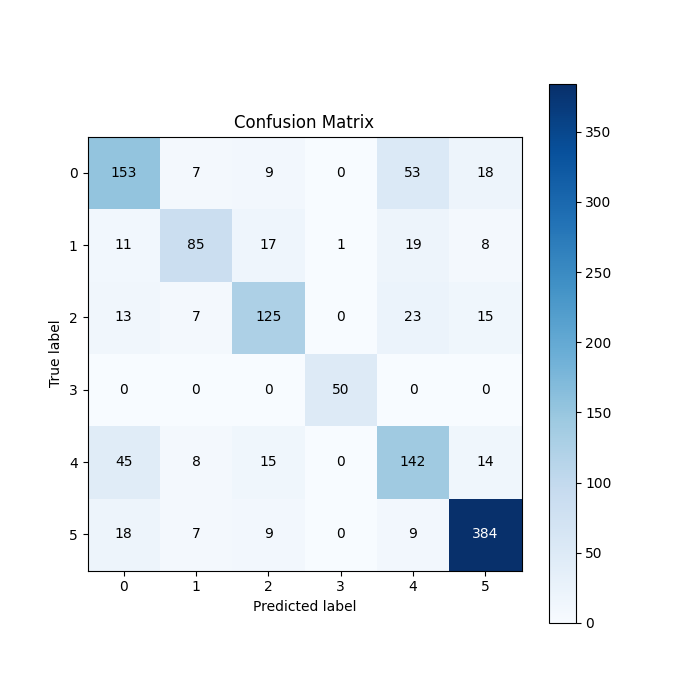 Confusion Matrix
0 153 7 9 0 53 18
1 11 85 17 1 19 8
2 13 7 125 0 23 15
3 0 0 0 50 0 0
4 45 8 15 0 142 14
5 18 7 9 0 9 384
0 1 2 3 4 5
Predicted label
True label
350
300
250
200
150
100
50
0